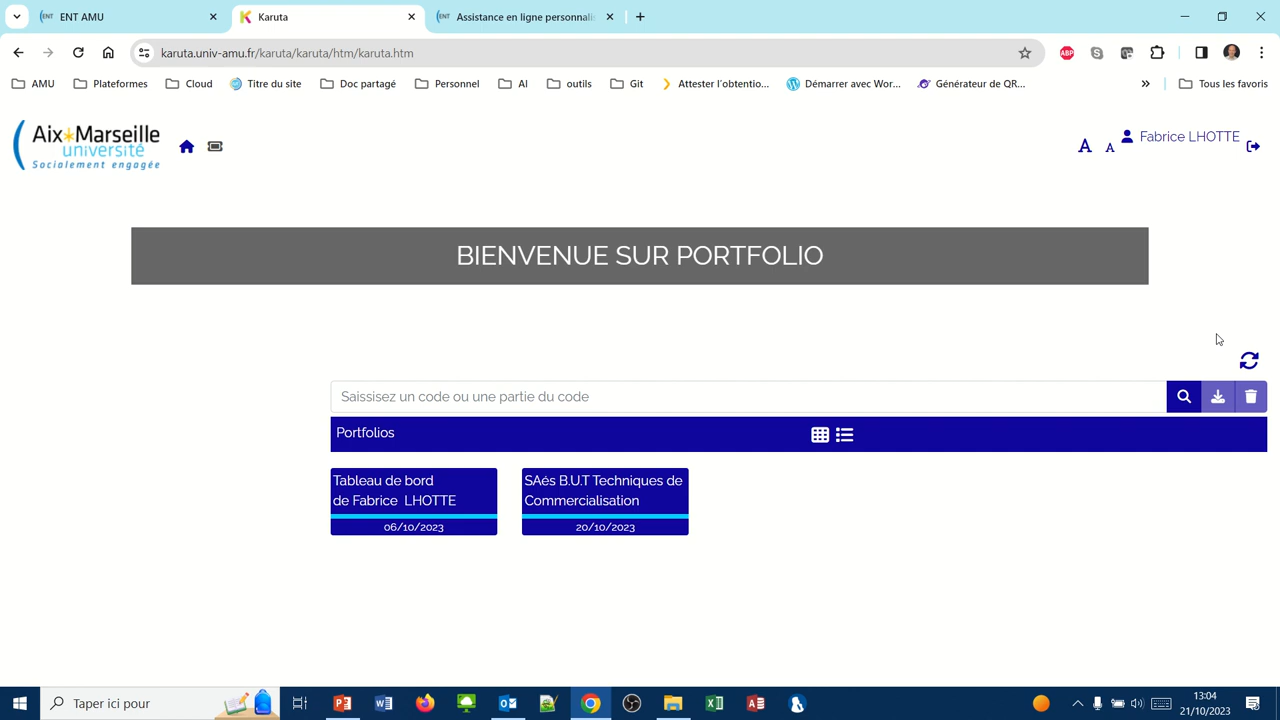 ENT AMU
Karuta
Assistance en ligne personnali
karuta.univ-amu.fr/karuta/karuta/htm/karuta.htm
AMU Plateformes Cloud Titre du site Doc partagé Personnel AI outils Git Attester l'obtentio... Démarrer avec Wor... Générateur de QR... » Tous les favoris
Aix*Marseille
université
Socialement engagée
A A Fabrice LHOTTE
BIENVENUE SUR PORTFOLIO
Saissisez un code ou une partie du code
Portfolios
Tableau de bord
de Fabrice LHOTTE
06/10/2023
SAés B.U.T Techniques de
Commercialisation
20/10/2023
Taper ici pour
13:04
21/10/2023